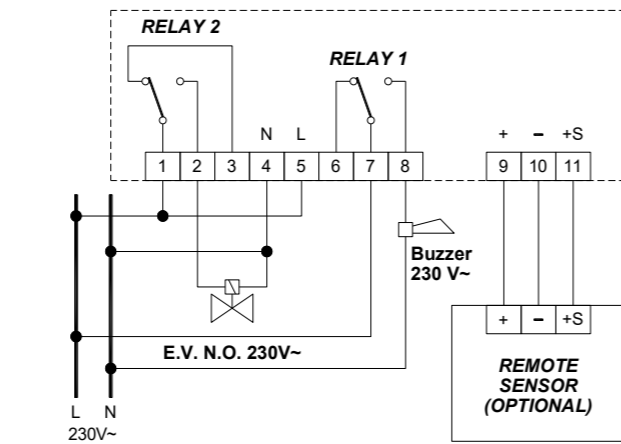 RELAY 2
RELAY 1
N L + − +S
1 2 3 4 5 6 7 8 9 10 11
Buzzer
230 V~
+ − +S
E.V. N.O. 230V~
REMOTE
SENSOR
(OPTIONAL)
L N
230V~